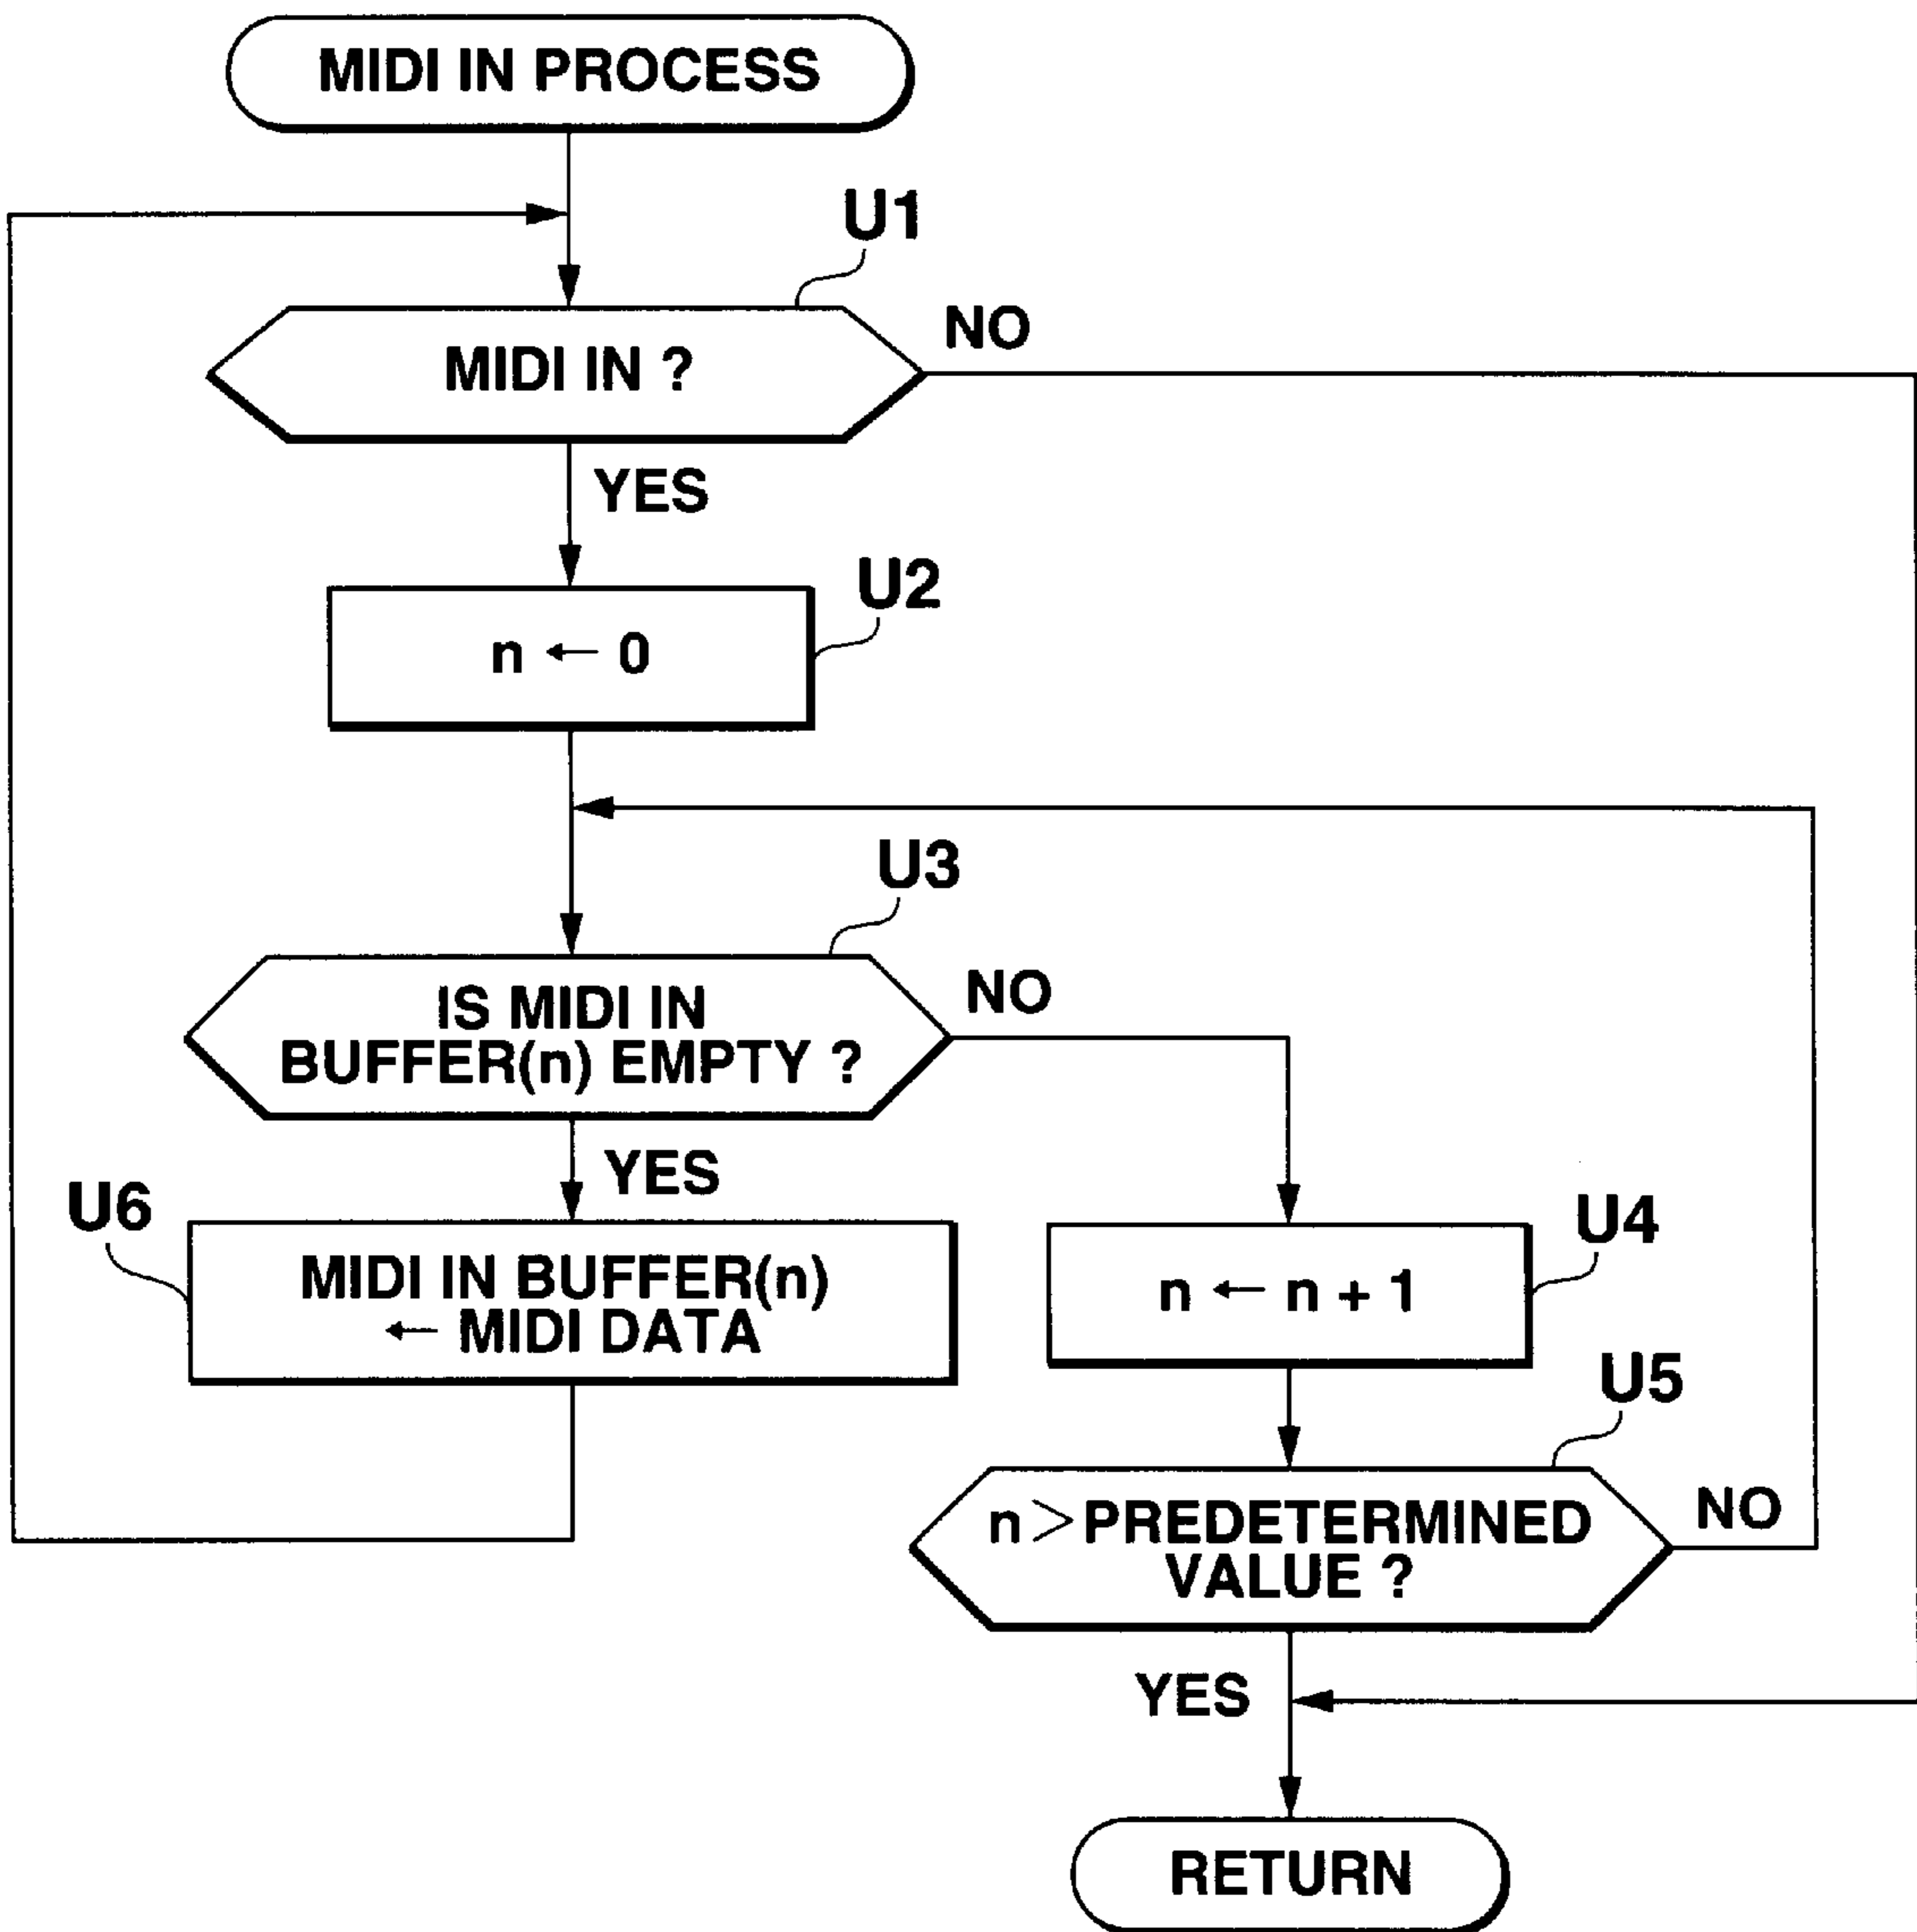 MIDI IN PROCESS
U1
MIDI IN ?
NO
YES
U2
n ← 0
U3
IS MIDI IN
BUFFER(n) EMPTY ?
NO
YES
U6
MIDI IN BUFFER(n)
← MIDI DATA
U4
n ← n + 1
U5
n > PREDETERMINED
VALUE ?
NO
YES
RETURN